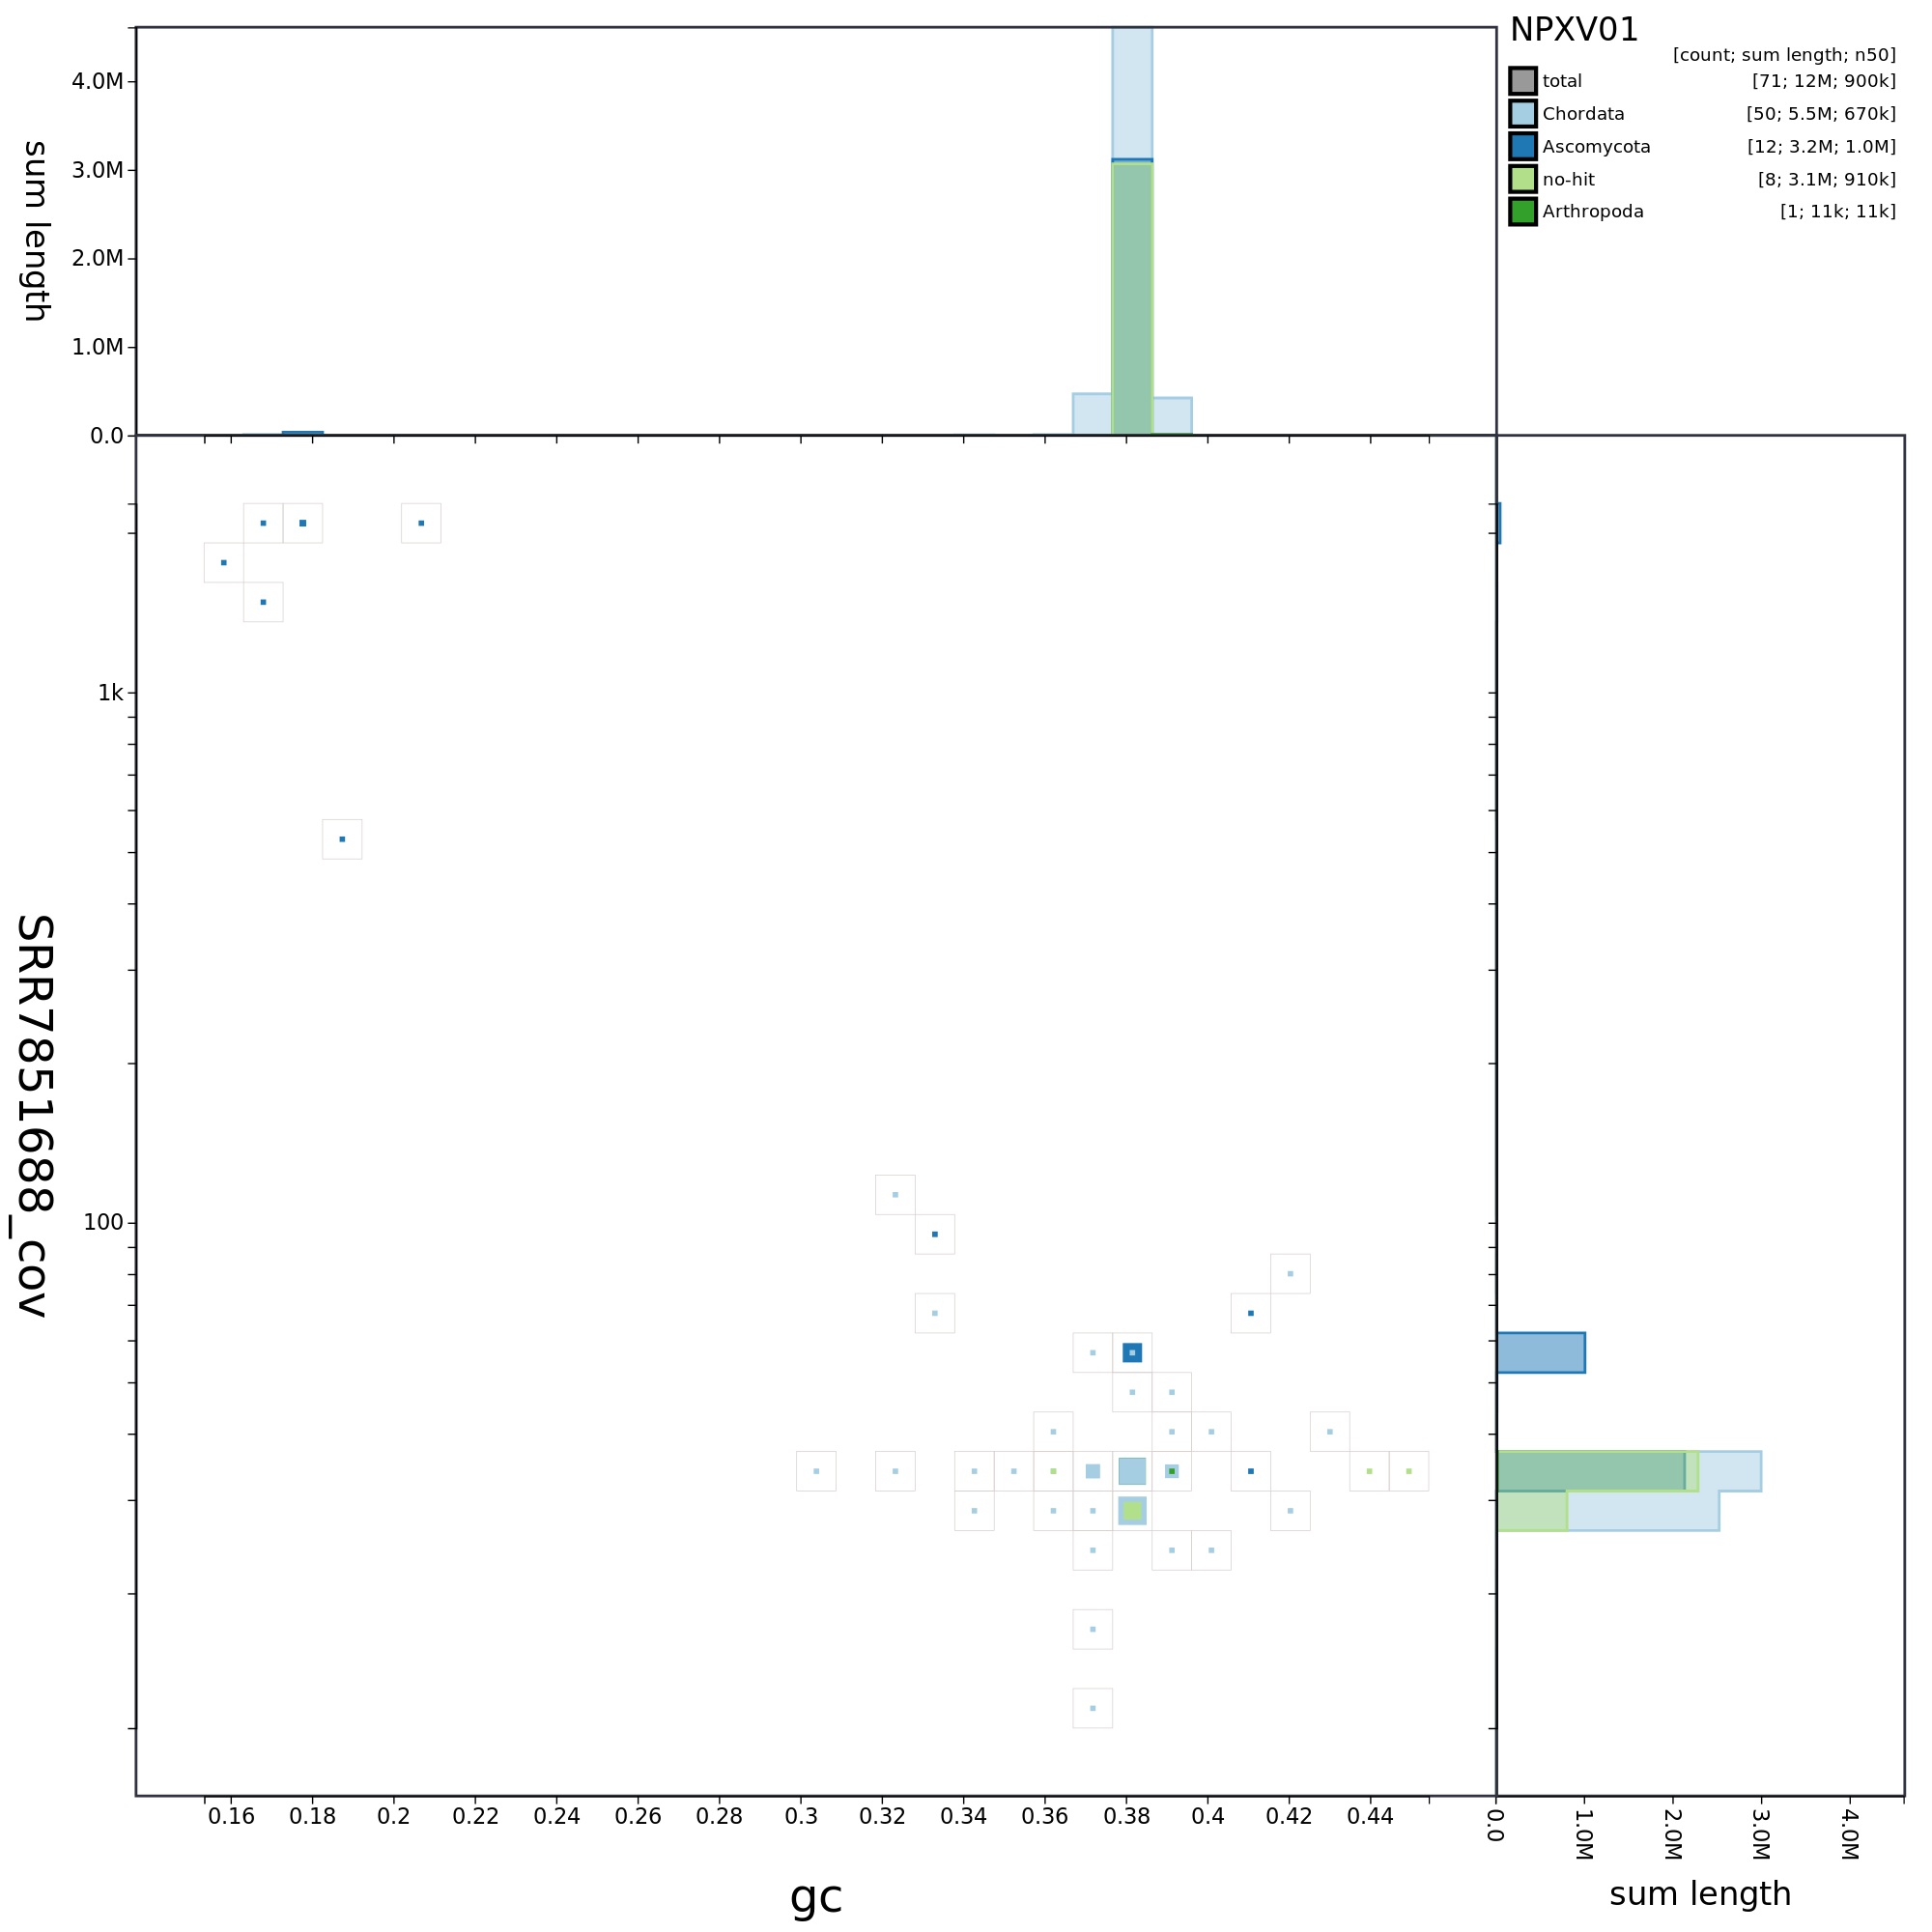 NPXV01
[count; sum length; n50]
total [71; 12M; 900k]
Chordata [50; 5.5M; 670k]
Ascomycota [12; 3.2M; 1.0M]
no-hit [8; 3.1M; 910k]
Arthropoda [1; 11k; 11k]
sum length
4.0M
3.0M
2.0M
1.0M
0.0
SRR7851688_cov
1k
100
0.16 0.18 0.2 0.22 0.24 0.26 0.28 0.3 0.32 0.34 0.36 0.38 0.4 0.42 0.44
gc
0.0 1.0M 2.0M 3.0M 4.0M
sum length